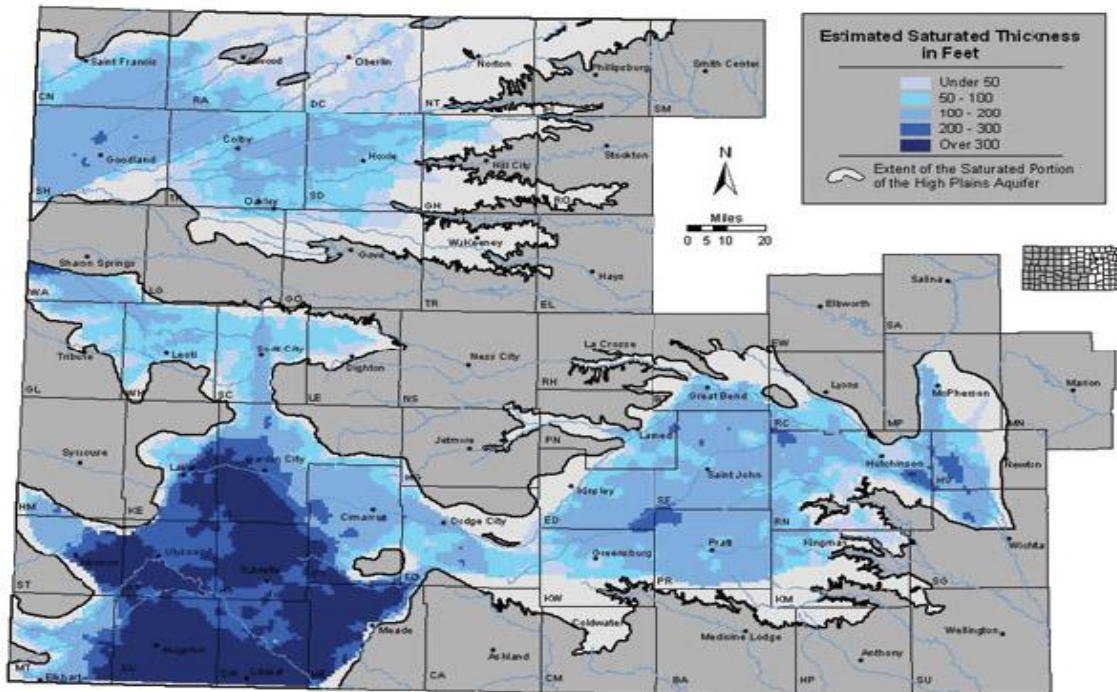 Estimated Saturated Thickness
in Feet
Under 50
50 - 100
100 - 200
200 - 300
Over 300
Extent of the Saturated Portion
of the High Plains Aquifer
N
Miles
0 5 10 20
Saint Francis
Oberlin
Norton
Phillipsburg
Smith Center
CN
RA
DC
NT
SM
Colby
Goodland
Hoxie
Hill City
Stockton
SH
SD
GH
RO
Oakley
WaKeeney
Gove
Hays
Sharon Springs
WA
LG
GO
TR
EL
Salina
Ellsworth
SA
EW
Tribune
Leoti
Scott City
Dighton
Ness City
La Crosse
GL
WH
SC
LE
NS
RH
Great Bend
Lyons
McPherson
Marion
RC
MP
MN
Syracuse
Garden City
Jetmore
PN
Larned
Hutchinson
Newton
HV
KE
HM
Kinsley
Saint John
SF
Cimarron
Dodge City
ED
RN
Wichita
Ulysses
Greensburg
Pratt
Kingman
ST
PR
SG
KW
KM
Coldwater
Meade
Medicine Lodge
Wellington
Hugoton
Ashland
Anthony
MT
Elkhart
Liberal
CA
CM
BA
HP
SU